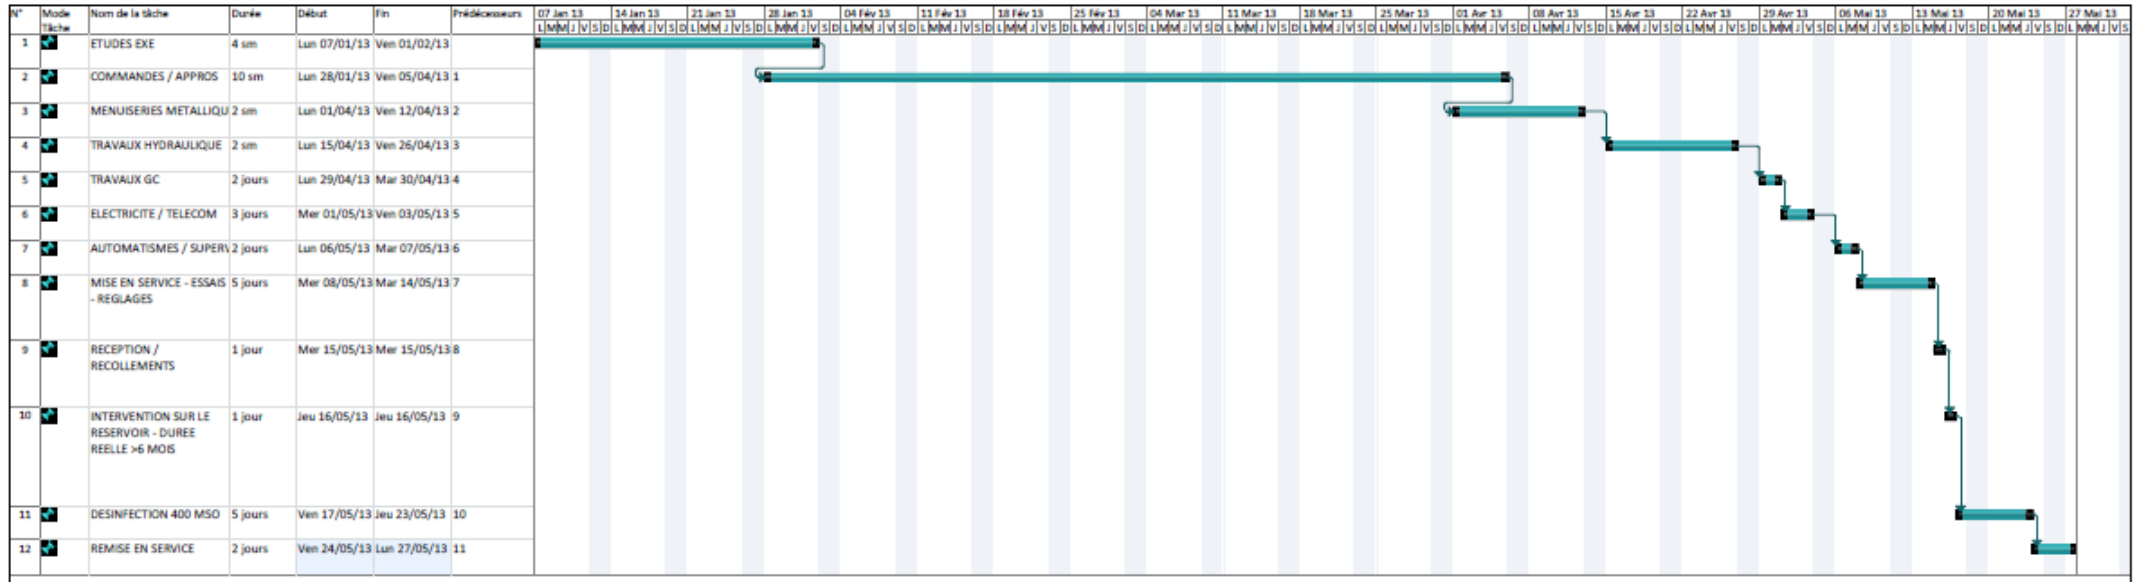 N° Mode Tâche Nom de la tâche Durée Début Fin Prédécesseurs 07 Jan 13 14 Jan 13 21 Jan 13 28 Jan 13 04 Fév 13 11 Fév 13 18 Fév 13 25 Fév 13 04 Mar 13 11 Mar 13 18 Mar 13 25 Mar 13 01 Avr 13 08 Avr 13 15 Avr 13 22 Avr 13 29 Avr 13 06 Mai 13 13 Mai 13 20 Mai 13 27 Mai 13
L M M J V S D L M M J V S D L M M J V S D L M M J V S D L M M J V S D L M M J V S D L M M J V S D L M M J V S D L M M J V S D L M M J V S D L M M J V S D L M M J V S D L M M J V S D L M M J V S D L M M J V S D L M M J V S D L M M J V S D L M M J V S D L M M J V S D L M M J V S D L M M J V S
1 ETUDES EXE 4 sm Lun 07/01/13 Ven 01/02/13
2 COMMANDES / APPROS 10 sm Lun 28/01/13 Ven 05/04/13 1
3 MENUISERIES METALLIQU 2 sm Lun 01/04/13 Ven 12/04/13 2
4 TRAVAUX HYDRAULIQUE 2 sm Lun 15/04/13 Ven 26/04/13 3
5 TRAVAUX GC 2 jours Lun 29/04/13 Mar 30/04/13 4
6 ELECTRICITE / TELECOM 3 jours Mer 01/05/13 Ven 03/05/13 5
7 AUTOMATISMES / SUPERV 2 jours Lun 06/05/13 Mar 07/05/13 6
8 MISE EN SERVICE - ESSAIS 5 jours Mer 08/05/13 Mar 14/05/13 7
- REGLAGES
9 RECEPTION / 1 jour Mer 15/05/13 Mer 15/05/13 8
RECOLLEMENTS
10 INTERVENTION SUR LE 1 jour Jeu 16/05/13 Jeu 16/05/13 9
RESERVOIR - DUREE
REELLE >6 MOIS
11 DESINFECTION 400 MSO 5 jours Ven 17/05/13 Jeu 23/05/13 10
12 REMISE EN SERVICE 2 jours Ven 24/05/13 Lun 27/05/13 11